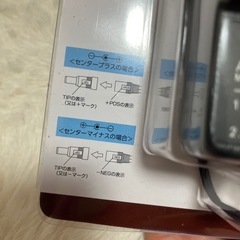 <センタープラスの場合>
TIPの表示
(又は+マーク)
+POSの表示
<センターマイナスの場合>
TIPの表示
(又は-マーク)
-NEGの表示
2